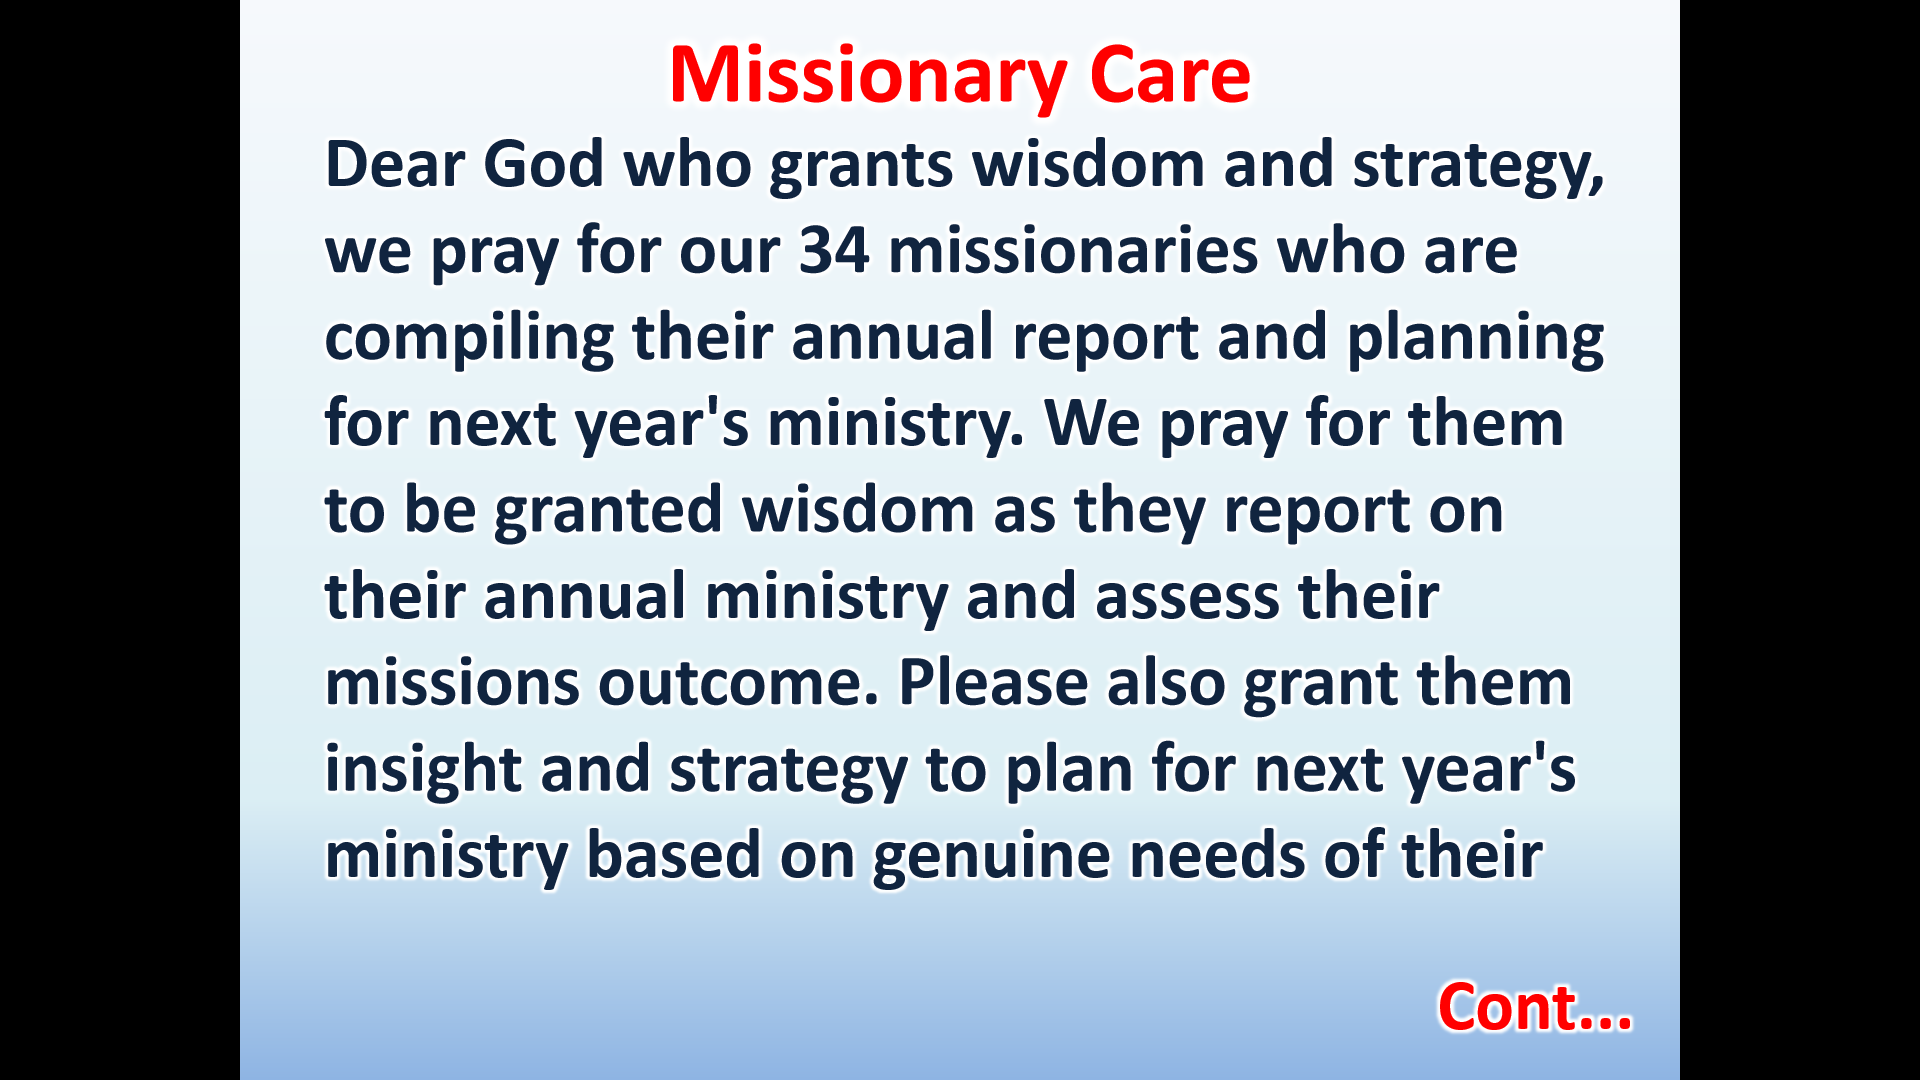 Missionary Care
Dear God who grants wisdom and strategy,
we pray for our 34 missionaries who are
compiling their annual report and planning
for next year's ministry. We pray for them
to be granted wisdom as they report on
their annual ministry and assess their
missions outcome. Please also grant them
insight and strategy to plan for next year's
ministry based on genuine needs of their
Cont...